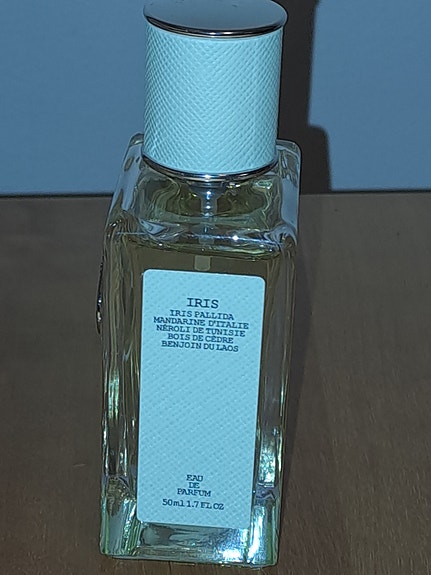 IRIS
IRIS PALLIDA
MANDARINE D'ITALIE
NÉROLI DE TUNISIE
BOIS DE CÈDRE
BENJOIN DU LAOS
EAU
DE
PARFUM
50ml 1.7 FL OZ